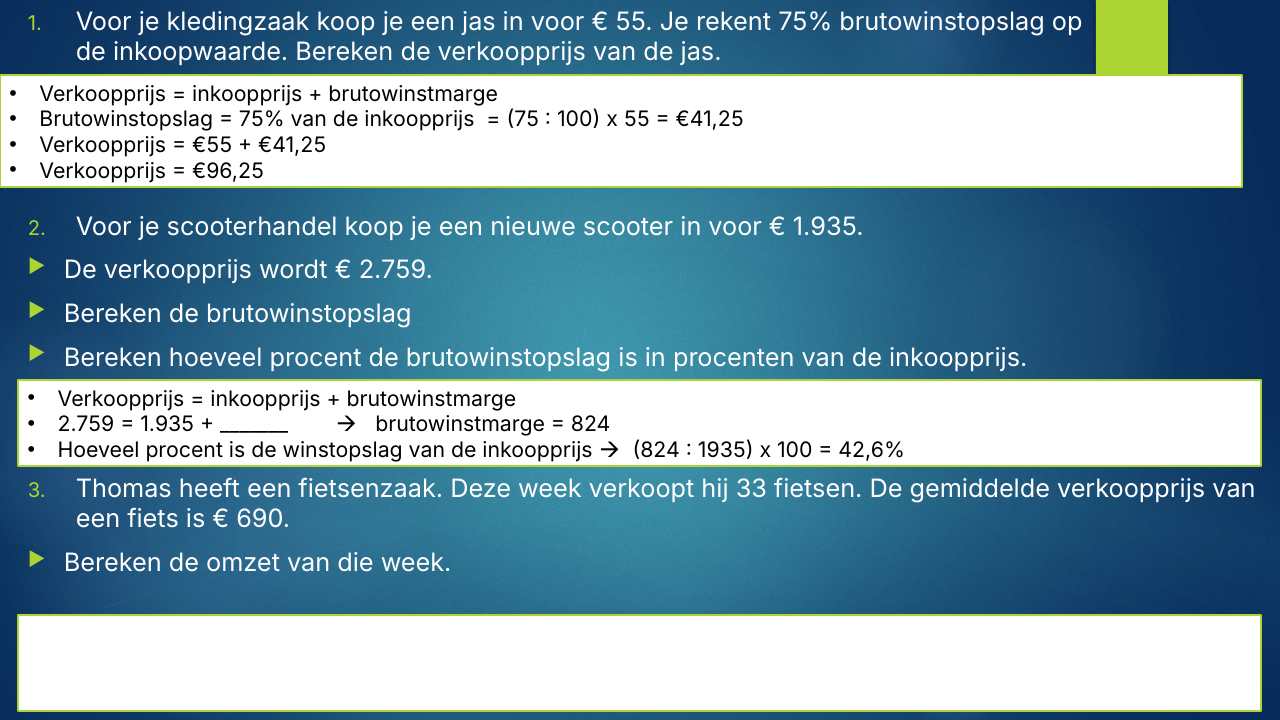 1. Voor je kledingzaak koop je een jas in voor € 55. Je rekent 75% brutowinstopslag op
de inkoopwaarde. Bereken de verkoopprijs van de jas.
• Verkoopprijs = inkoopprijs + brutowinstmarge
• Brutowinstopslag = 75% van de inkoopprijs = (75 : 100) x 55 = €41,25
• Verkoopprijs = €55 + €41,25
• Verkoopprijs = €96,25
2. Voor je scooterhandel koop je een nieuwe scooter in voor € 1.935.
De verkoopprijs wordt € 2.759.
Bereken de brutowinstopslag
Bereken hoeveel procent de brutowinstopslag is in procenten van de inkoopprijs.
• Verkoopprijs = inkoopprijs + brutowinstmarge
• 2.759 = 1.935 + ______ → brutowinstmarge = 824
• Hoeveel procent is de winstopslag van de inkoopprijs → (824 : 1935) x 100 = 42,6%
3. Thomas heeft een fietsenzaak. Deze week verkoopt hij 33 fietsen. De gemiddelde verkoopprijs van
een fiets is € 690.
Bereken de omzet van die week.